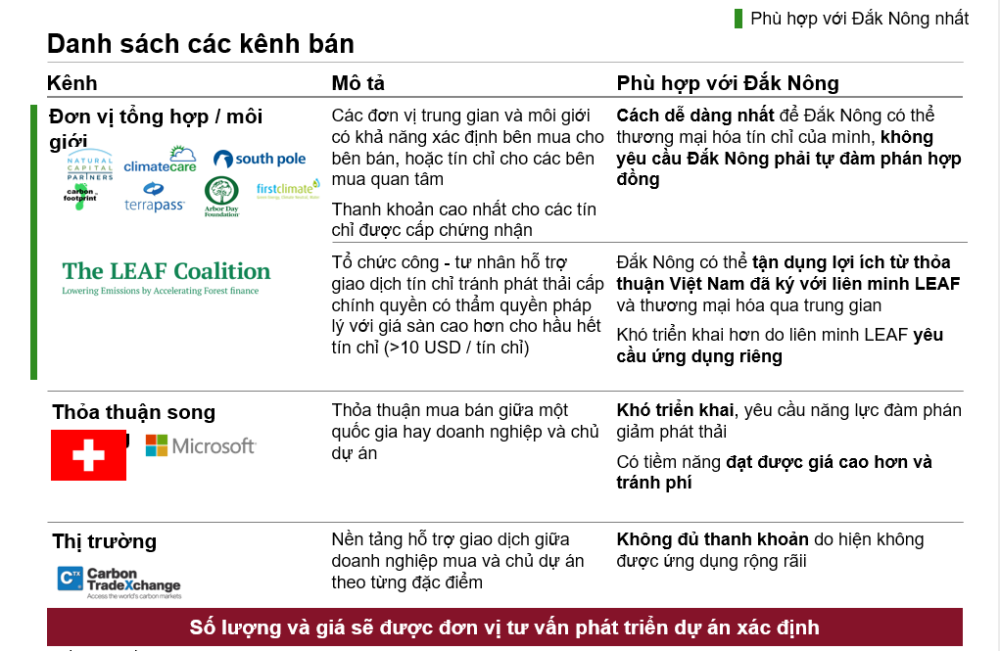 Phù hợp với Đắk Nông nhất
Danh sách các kênh bán
Kênh
Mô tả
Phù hợp với Đắk Nông
Đơn vị tổng hợp / môi
giới
NATURAL
CAPITAL
PARTNERS
climatecare
south pole
carbon
footprint
terrapass
Arbor Day
Foundation
firstclimate
Các đơn vị trung gian và môi giới
có khả năng xác định bên mua cho
bên bán, hoặc tín chỉ cho các bên
mua quan tâm
Thanh khoản cao nhất cho các tín
chỉ được cấp chứng nhận
Cách dễ dàng nhất để Đắk Nông có thể
thương mại hóa tín chỉ của mình, không
yêu cầu Đắk Nông phải tự đàm phán hợp
đồng
The LEAF Coalition
Lowering Emissions by Accelerating Forest finance
Tổ chức công - tư nhân hỗ trợ
giao dịch tín chỉ tránh phát thải cấp
chính quyền có thẩm quyền pháp
lý với giá sàn cao hơn cho hầu hết
tín chỉ (>10 USD / tín chỉ)
Đắk Nông có thể tận dụng lợi ích từ thỏa
thuận Việt Nam đã ký với liên minh LEAF
và thương mại hóa qua trung gian
Khó triển khai hơn do liên minh LEAF yêu
cầu ứng dụng riêng
Thỏa thuận song
Microsoft
Thỏa thuận mua bán giữa một
quốc gia hay doanh nghiệp và chủ
dự án
Khó triển khai, yêu cầu năng lực đàm phán
giảm phát thải
Có tiềm năng đạt được giá cao hơn và
tránh phí
Thị trường
CTX
Carbon
TradeXchange
Access the world's carbon markets
Nền tảng hỗ trợ giao dịch giữa
doanh nghiệp mua và chủ dự án
theo từng đặc điểm
Không đủ thanh khoản do hiện không
được ứng dụng rộng rãii
Số lượng và giá sẽ được đơn vị tư vấn phát triển dự án xác định